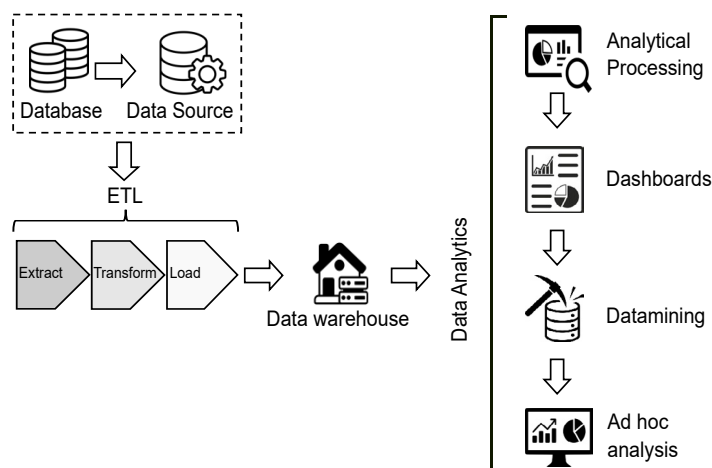 Database
Data Source
ETL
Extract
Transform
Load
Data warehouse
Data Analytics
Analytical
Processing
Dashboards
Datamining
Ad hoc
analysis